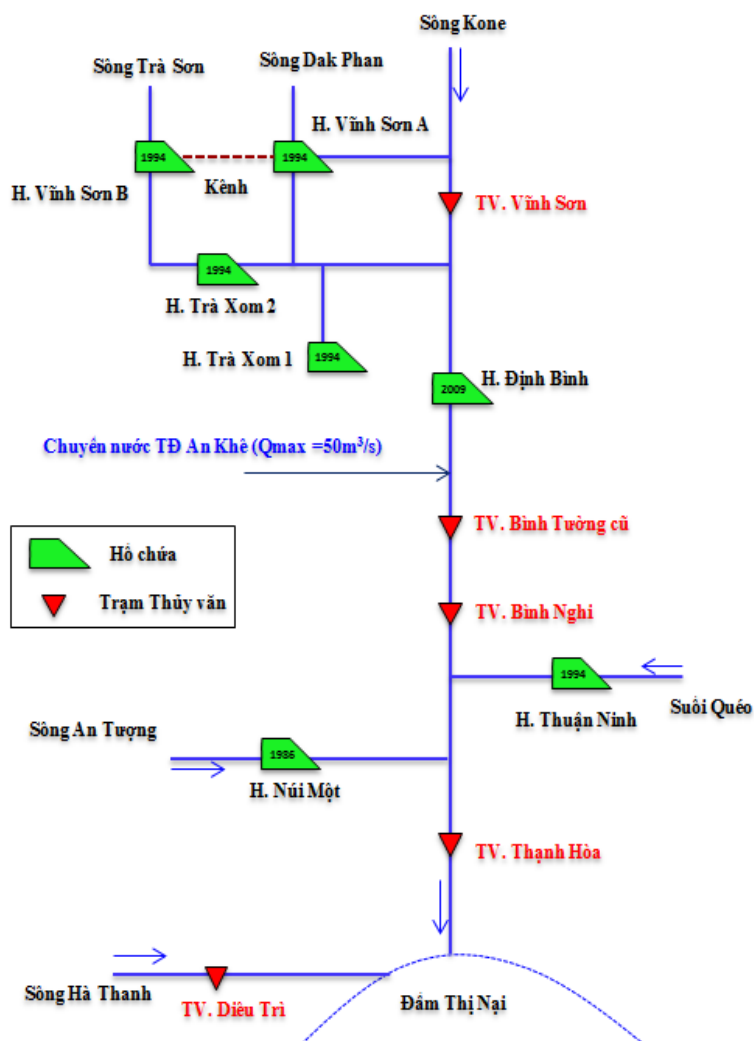 Sông Kone
Sông Trà Sơn
Sông Dak Phan
H. Vĩnh Sơn A
1994
1994
Kênh
H. Vĩnh Sơn B
TV. Vĩnh Sơn
1994
H. Trà Xom 2
H. Trà Xom 1
1994
H. Định Bình
2009
Chuyển nước TĐ An Khê (Qmax =50m³/s)
TV. Bình Tường cũ
Hồ chứa
Trạm Thủy văn
TV. Bình Nghi
1994
Suối Quéo
H. Thuận Ninh
Sông An Tượng
1986
H. Núi Một
TV. Thạnh Hòa
Sông Hà Thanh
TV. Diêu Trì
Đầm Thị Nại